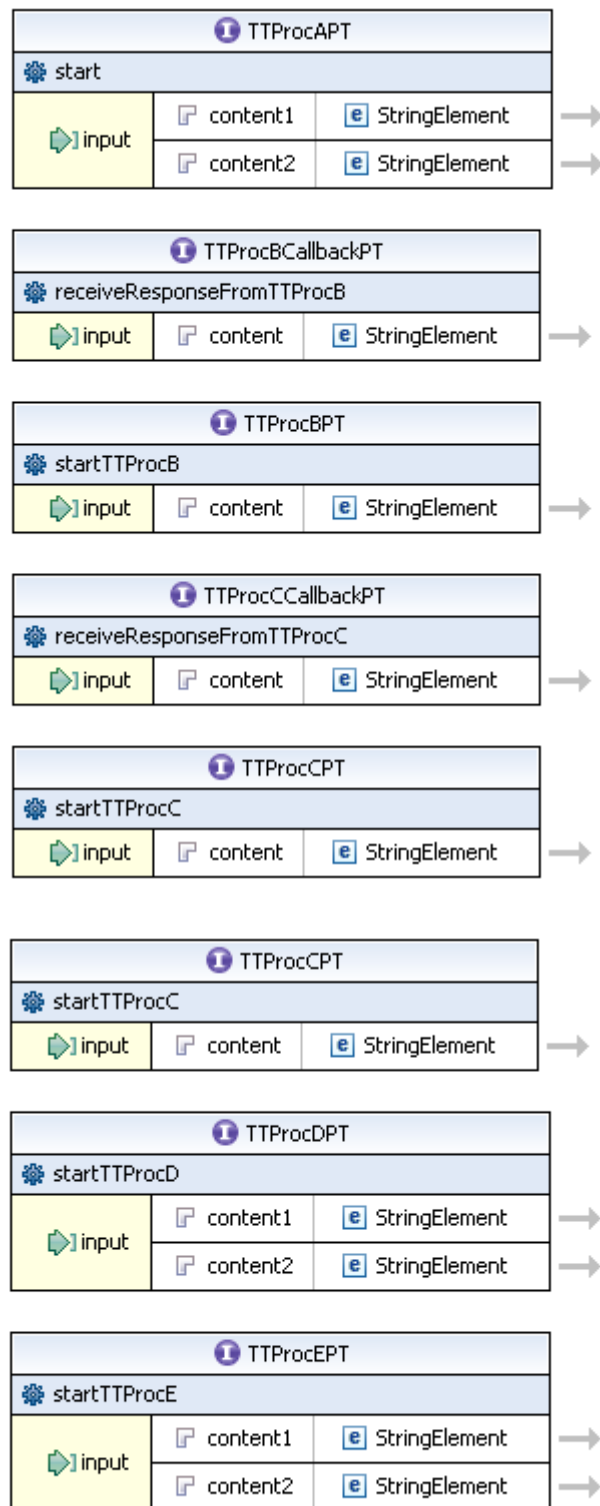 TTProcAPT
start
input content1 StringElement
content2 StringElement
TTProcBCallbackPT
receiveResponseFromTTProcB
input content StringElement
TTProcBPT
startTTProcB
input content StringElement
TTProcCCallbackPT
receiveResponseFromTTProcC
input content StringElement
TTProcCPT
startTTProcC
input content StringElement
TTProcCPT
startTTProcC
input content StringElement
TTProcDPT
startTTProcD
input content1 StringElement
content2 StringElement
TTProcEPT
startTTProcE
input content1 StringElement
content2 StringElement